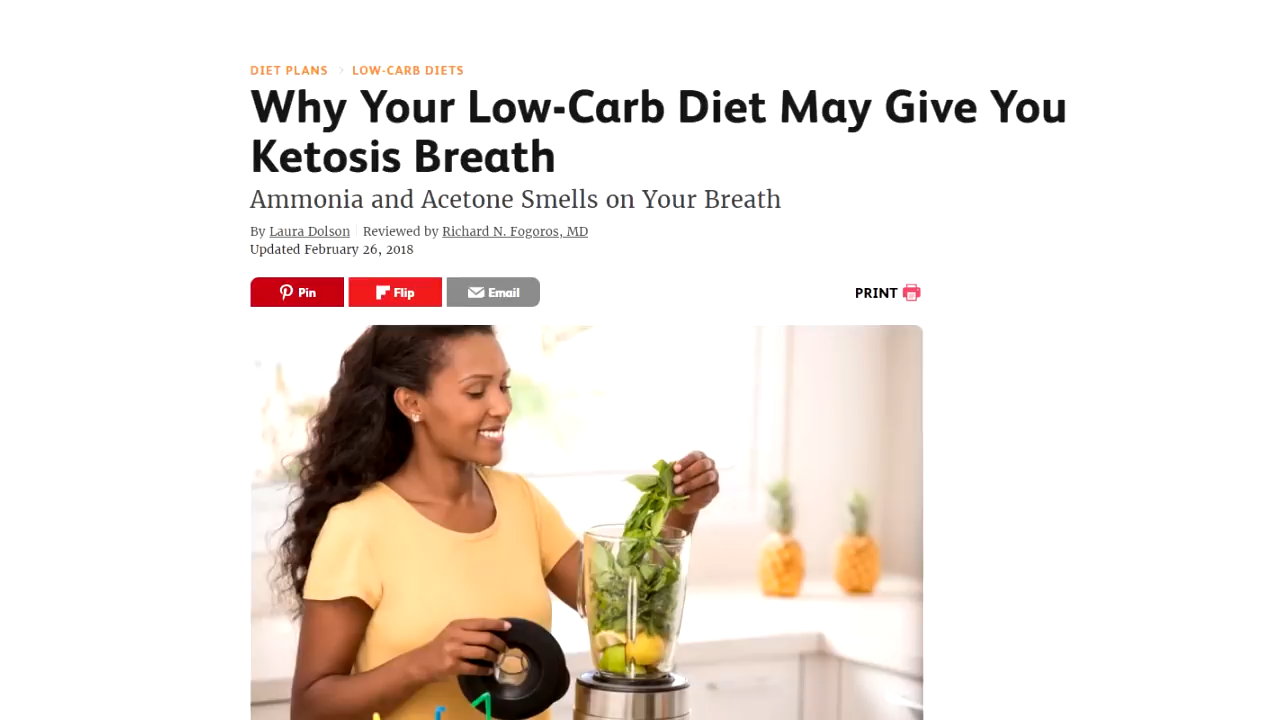 DIET PLANS > LOW-CARB DIETS
Why Your Low-Carb Diet May Give You
Ketosis Breath
Ammonia and Acetone Smells on Your Breath
By Laura Dolson | Reviewed by Richard N. Fogoros, MD
Updated February 26, 2018
Pin Flip Email PRINT